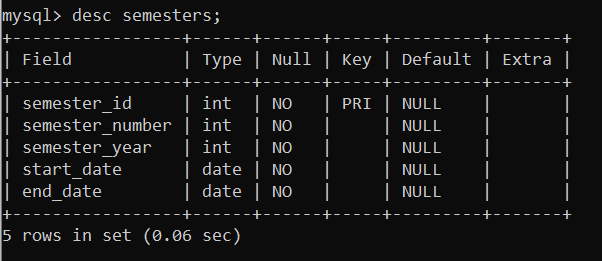 mysql> desc semesters;
+-----------------+------+------+-----+---------+-------+
| Field           | Type | Null | Key | Default | Extra |
+-----------------+------+------+-----+---------+-------+
| semester_id     | int  | NO   | PRI | NULL    |       |
| semester_number | int  | NO   |     | NULL    |       |
| semester_year   | int  | NO   |     | NULL    |       |
| start_date      | date | NO   |     | NULL    |       |
| end_date        | date | NO   |     | NULL    |       |
+-----------------+------+------+-----+---------+-------+
5 rows in set (0.06 sec)